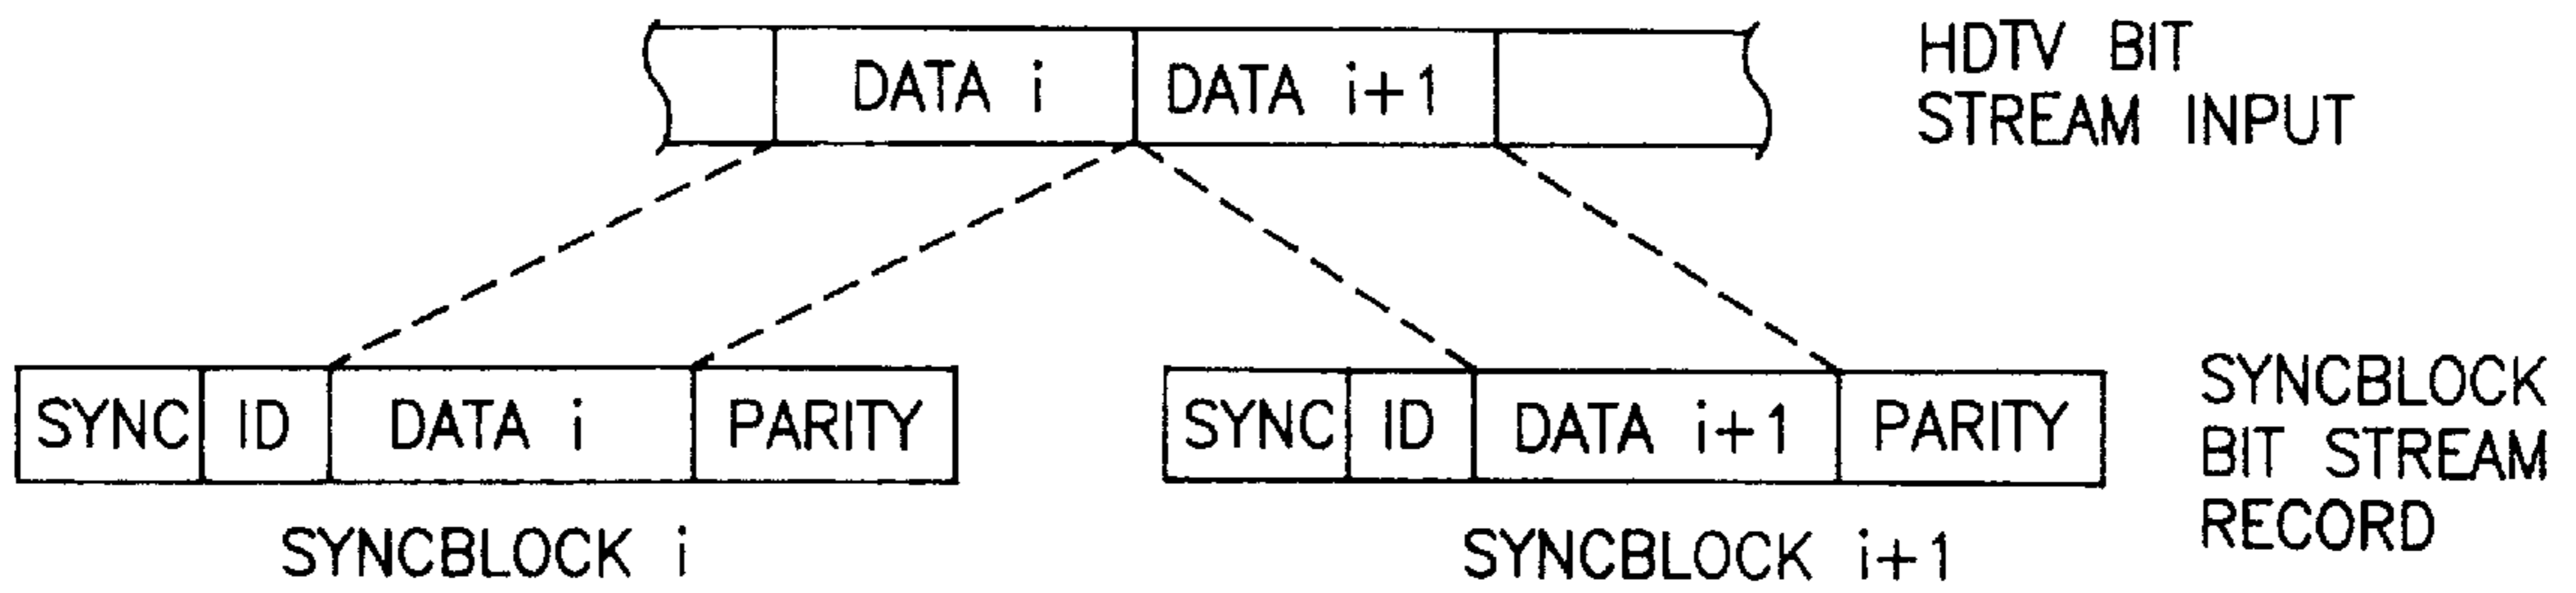 DATA i DATA i+1
HDTV BIT
STREAM INPUT
SYNC ID DATA i PARITY
SYNC ID DATA i+1 PARITY
SYNCBLOCK
BIT STREAM
RECORD
SYNCBLOCK i
SYNCBLOCK i+1